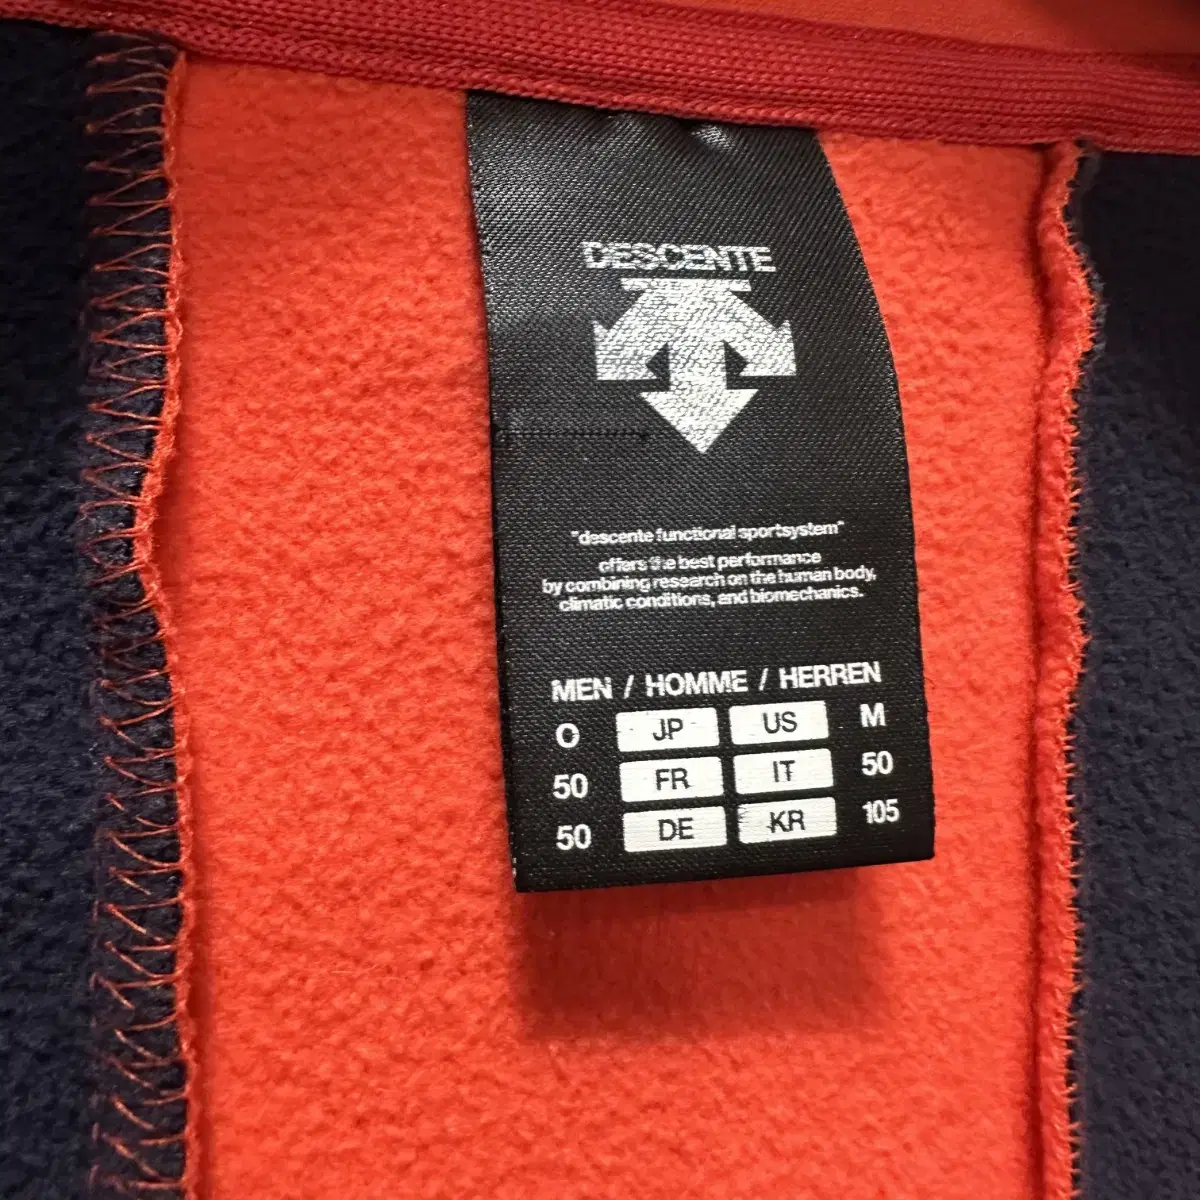 DESCENTE
"descente functional sportsystem"
offers the best performance
by combining research on the human body,
climatic conditions, and biomechanics.
MEN / HOMME / HERREN
O JP US M
50 FR IT 50
50 DE KR 105